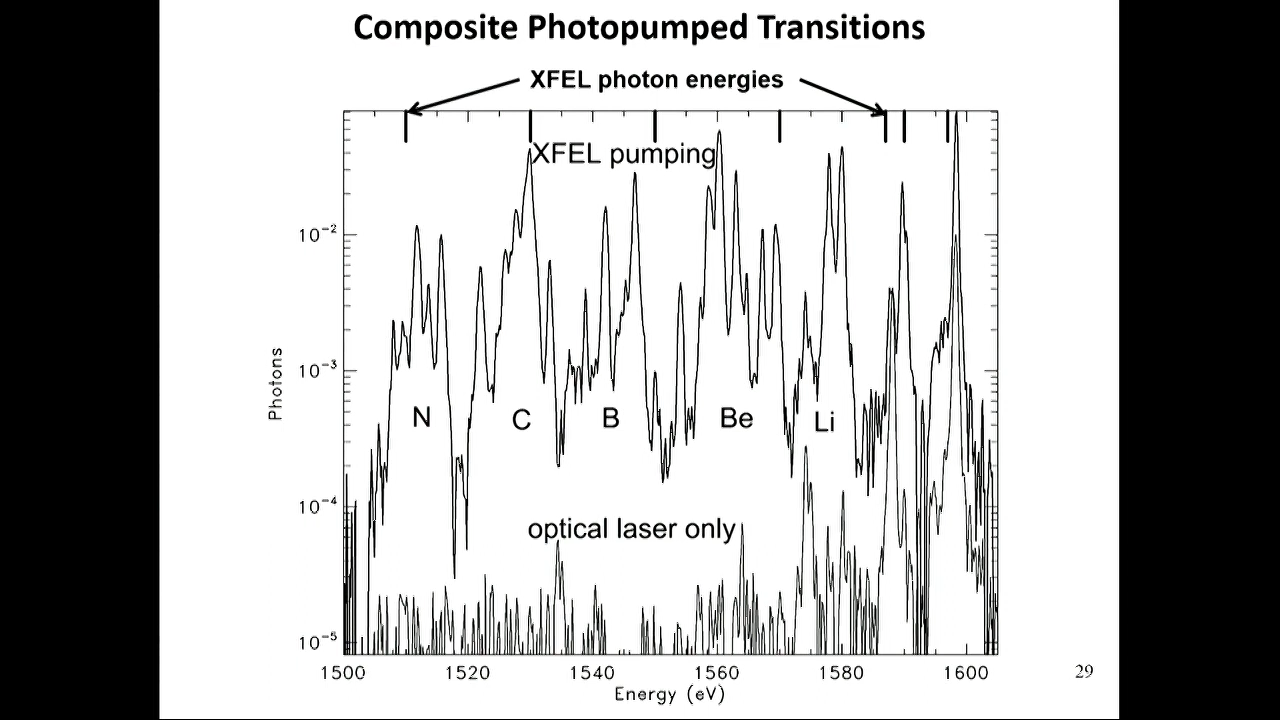 Composite Photopumped Transitions
XFEL photon energies
XFEL pumping
10⁻²
10⁻³
Photons
N C B Be Li
10⁻⁴
optical laser only
10⁻⁵
1500 1520 1540 1560 1580 1600
Energy (eV)
29